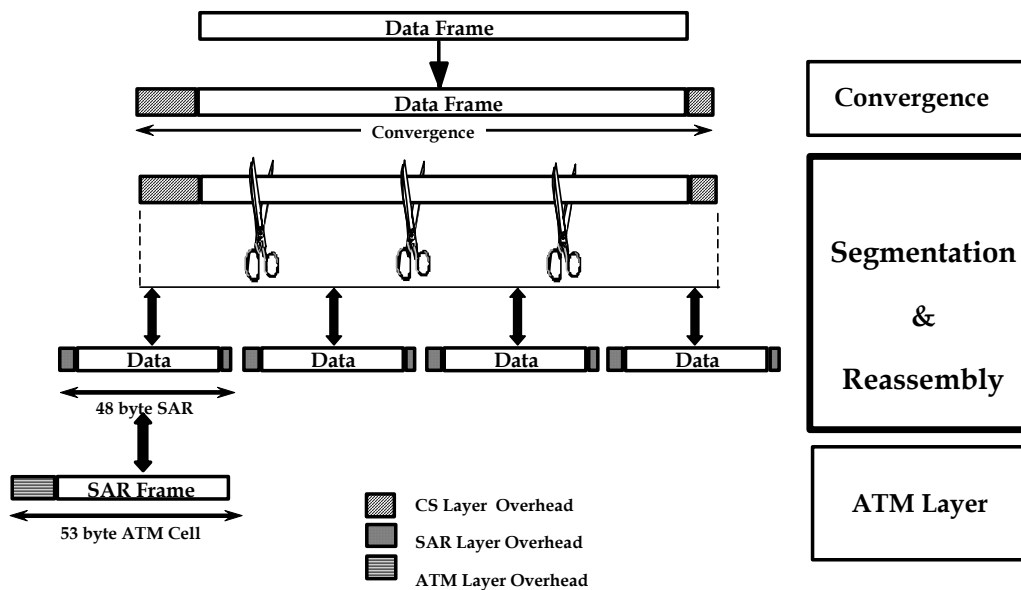 Data Frame
Data Frame
Convergence
Convergence
Segmentation
&
Reassembly
Data
Data
Data
Data
48 byte SAR
SAR Frame
53 byte ATM Cell
ATM Layer
CS Layer Overhead
SAR Layer Overhead
ATM Layer Overhead